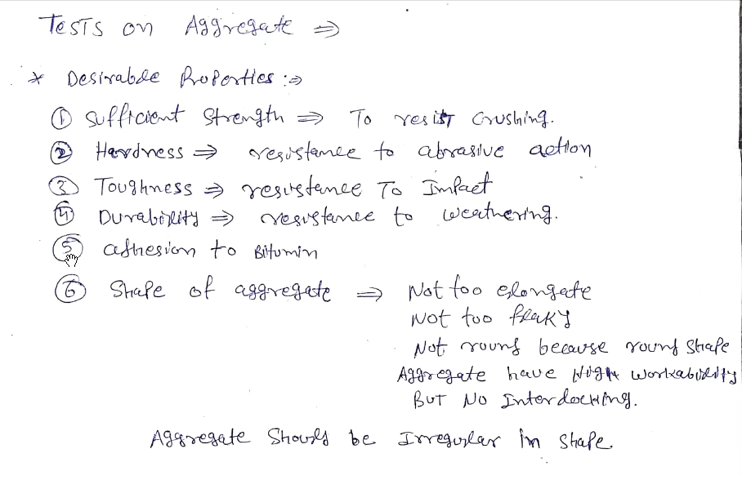 TESTS on Aggregate ⇒
* Desirable Properties :⇒
① Sufficient Strength ⇒ To resist Crushing.
② Hardness ⇒ resistance to abrasive action
③ Toughness ⇒ resistance To Impact
④ Durability ⇒ resistance to weathering.
⑤ adhesion to Bitumin
⑥ Shape of aggregate ⇒ Not too elongate
Not too flaky
Not round because round shape
Aggregate have High workability
But No Interlocking.
Aggregate Should be Irregular in Shape.